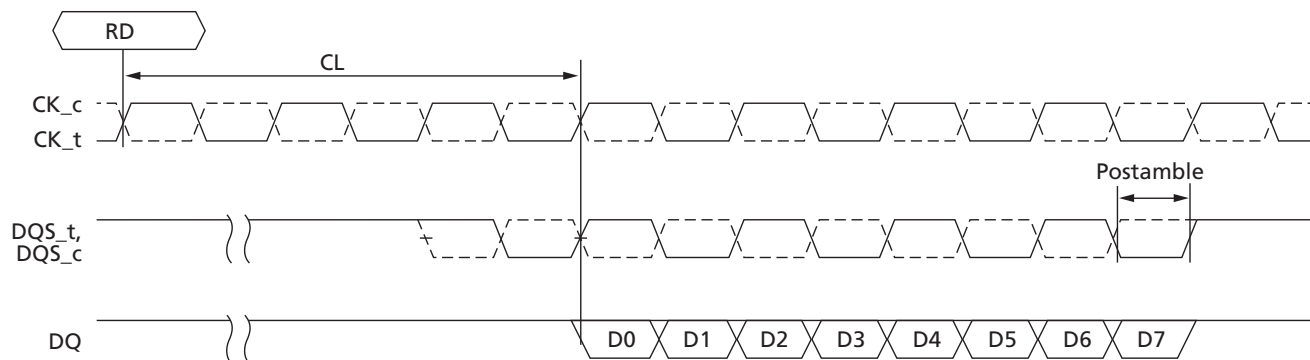 RD
CL
CK_c
CK_t
Postamble
DQS_t,
DQS_c
DQ
D0 D1 D2 D3 D4 D5 D6 D7